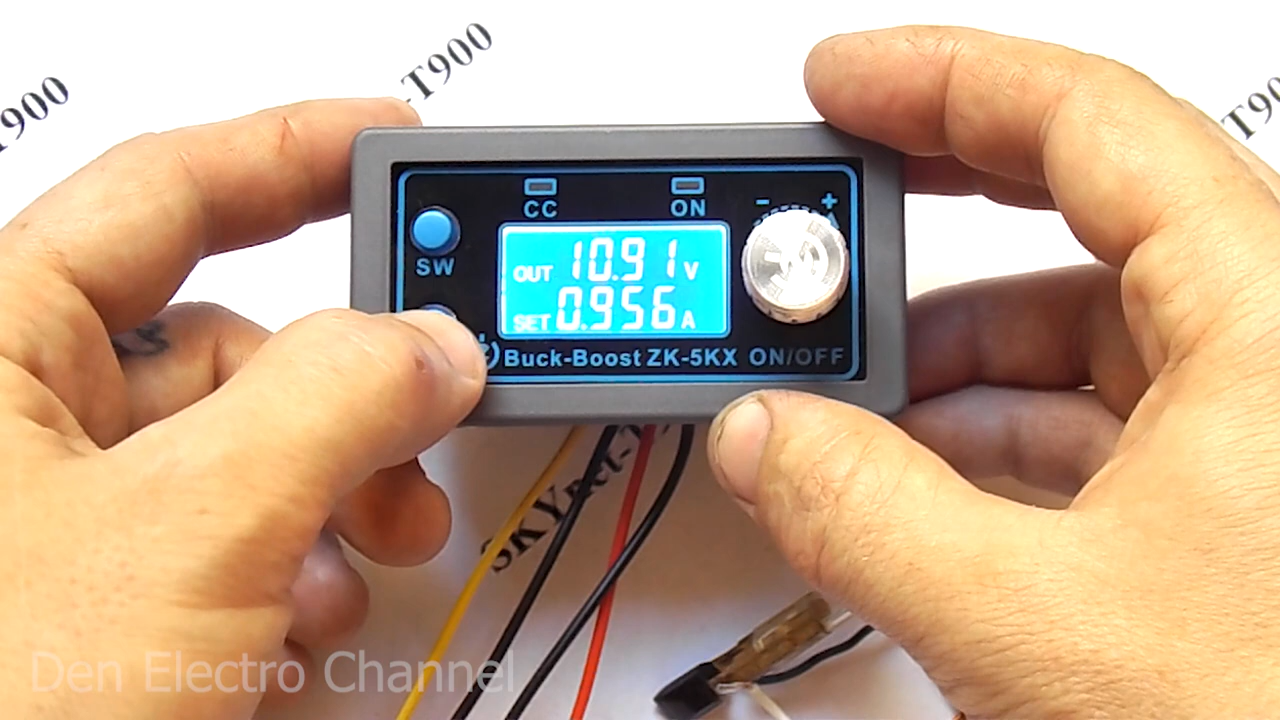 -T900
T900
T90
CC
ON
- +
SW
OUT 10.91 V
SET 0.956 A
Buck-Boost ZK-5KX ON/OFF
SKYnet-T
Den Electro Channel